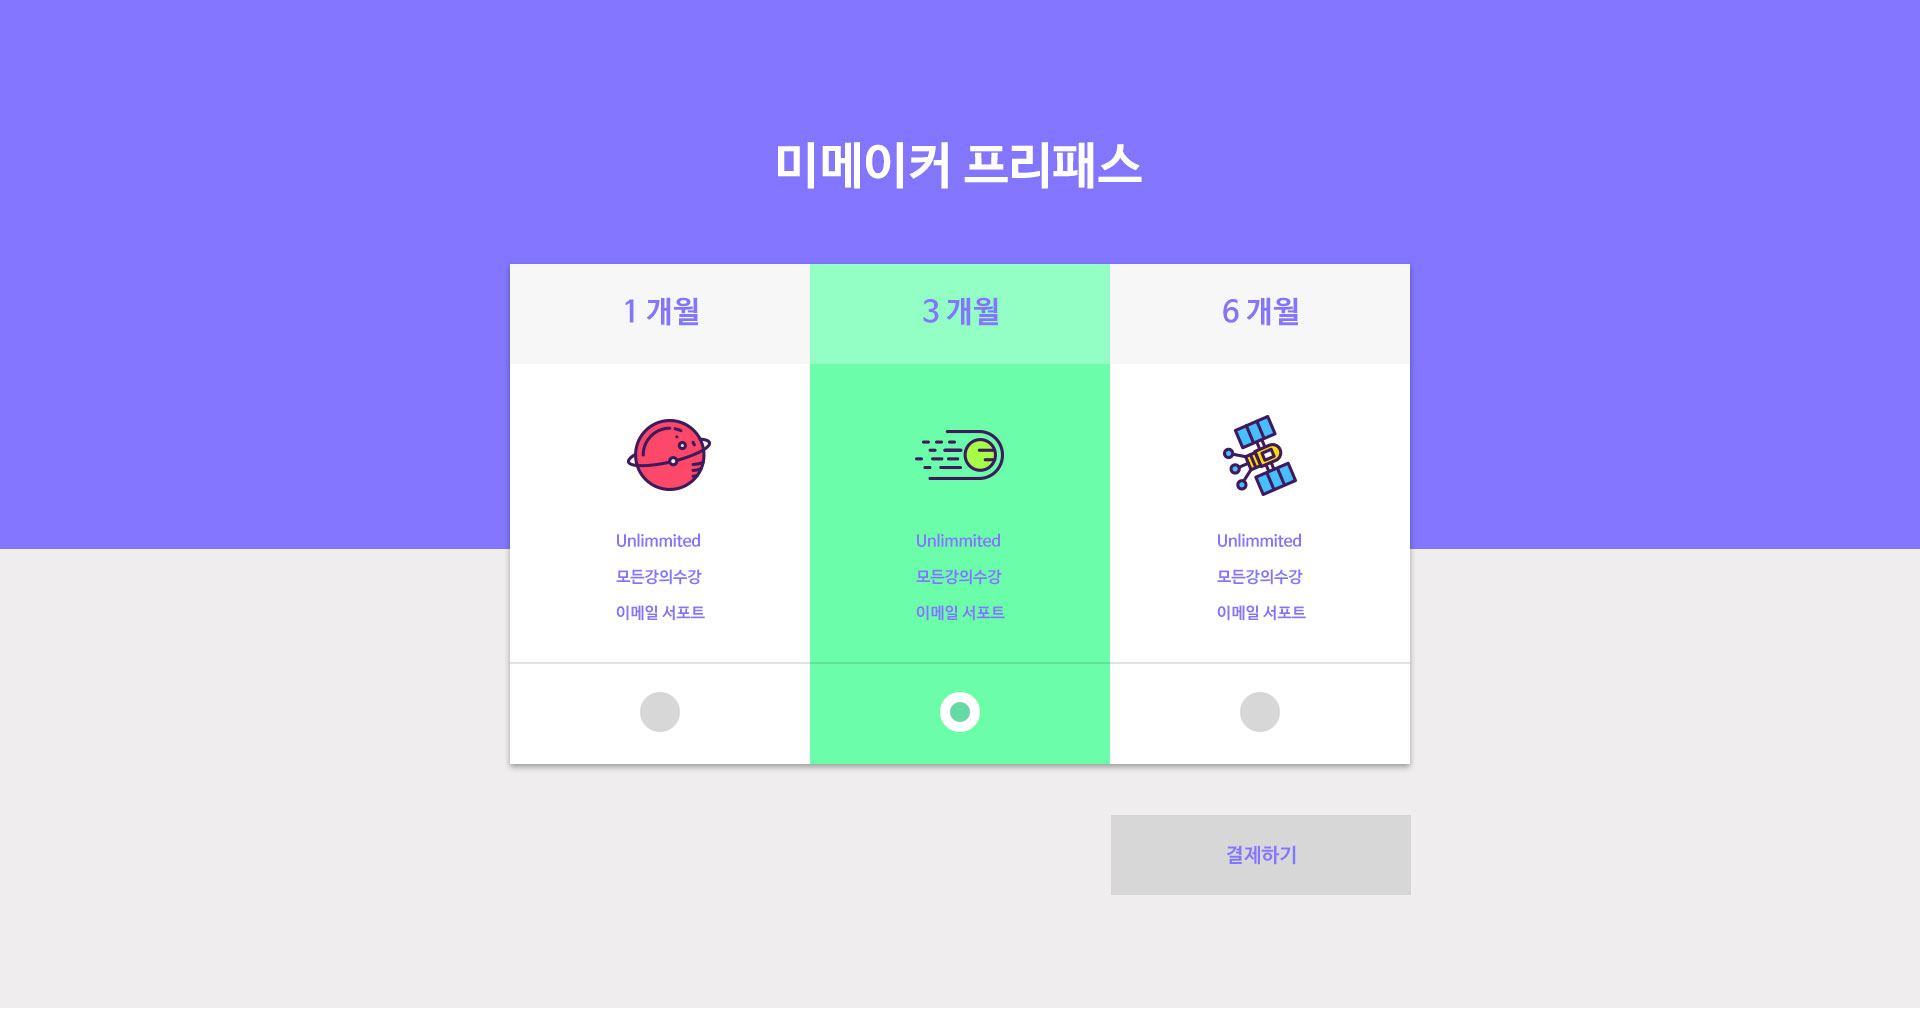 미메이커 프리패스
1 개월
3 개월
6 개월
Unlimmited
모든강의수강
이메일 서포트
Unlimmited
모든강의수강
이메일 서포트
Unlimmited
모든강의수강
이메일 서포트
결제하기